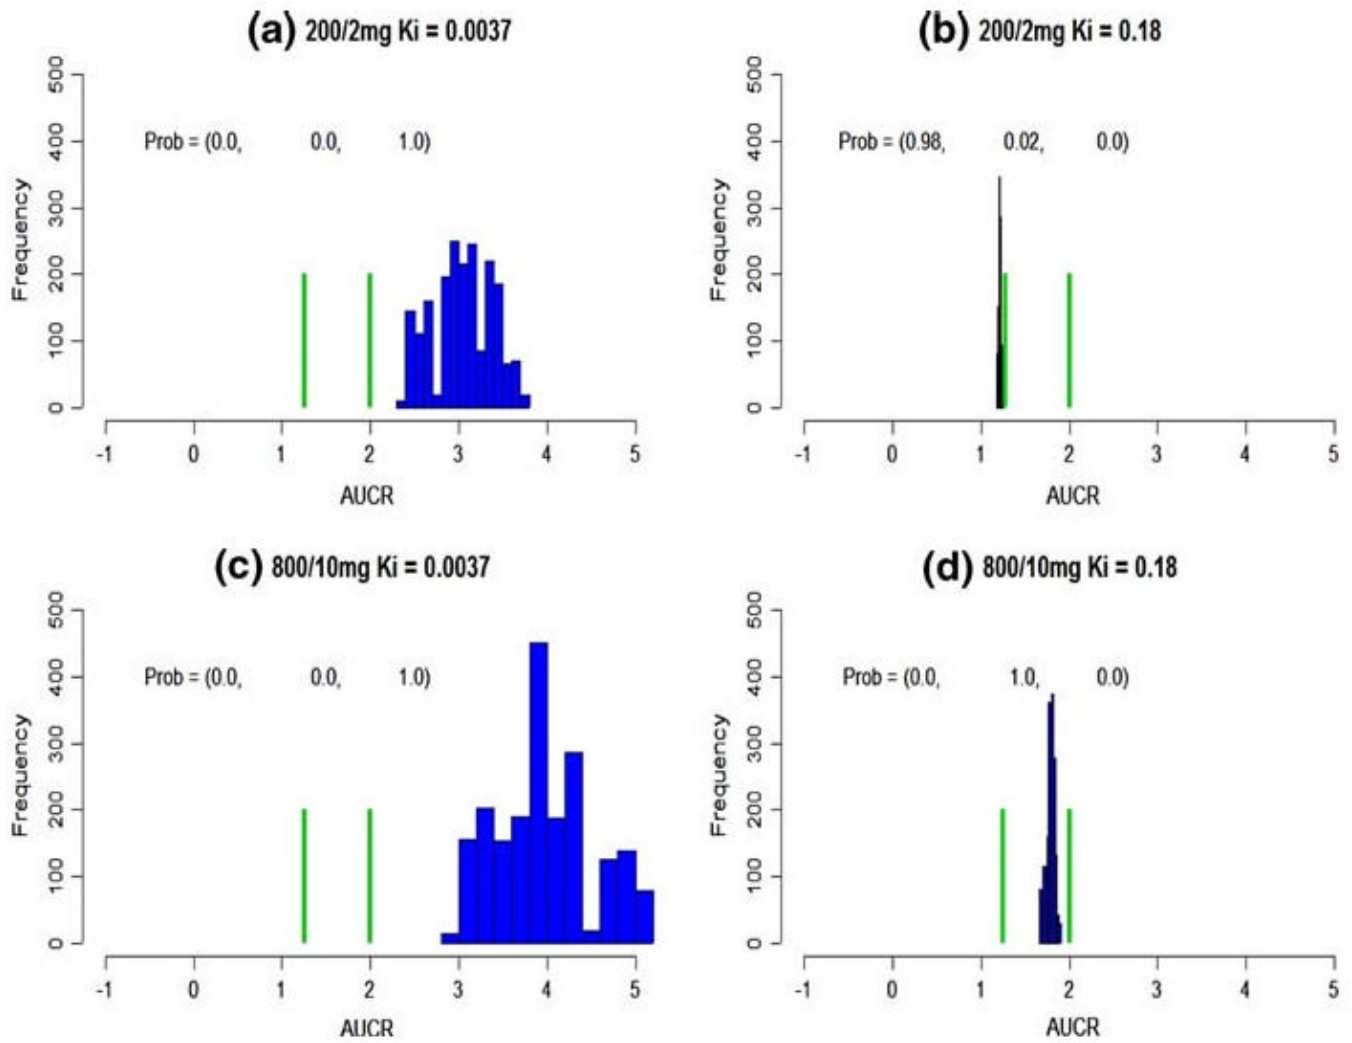 (a) 200/2mg Ki = 0.0037
500
400
300
200
100
0
Frequency
Prob = (0.0, 0.0, 1.0)
-1 0 1 2 3 4 5
AUCR
(b) 200/2mg Ki = 0.18
500
400
300
200
100
0
Frequency
Prob = (0.98, 0.02, 0.0)
-1 0 1 2 3 4 5
AUCR
(c) 800/10mg Ki = 0.0037
500
400
300
200
100
0
Frequency
Prob = (0.0, 0.0, 1.0)
-1 0 1 2 3 4 5
AUCR
(d) 800/10mg Ki = 0.18
500
400
300
200
100
0
Frequency
Prob = (0.0, 1.0, 0.0)
-1 0 1 2 3 4 5
AUCR